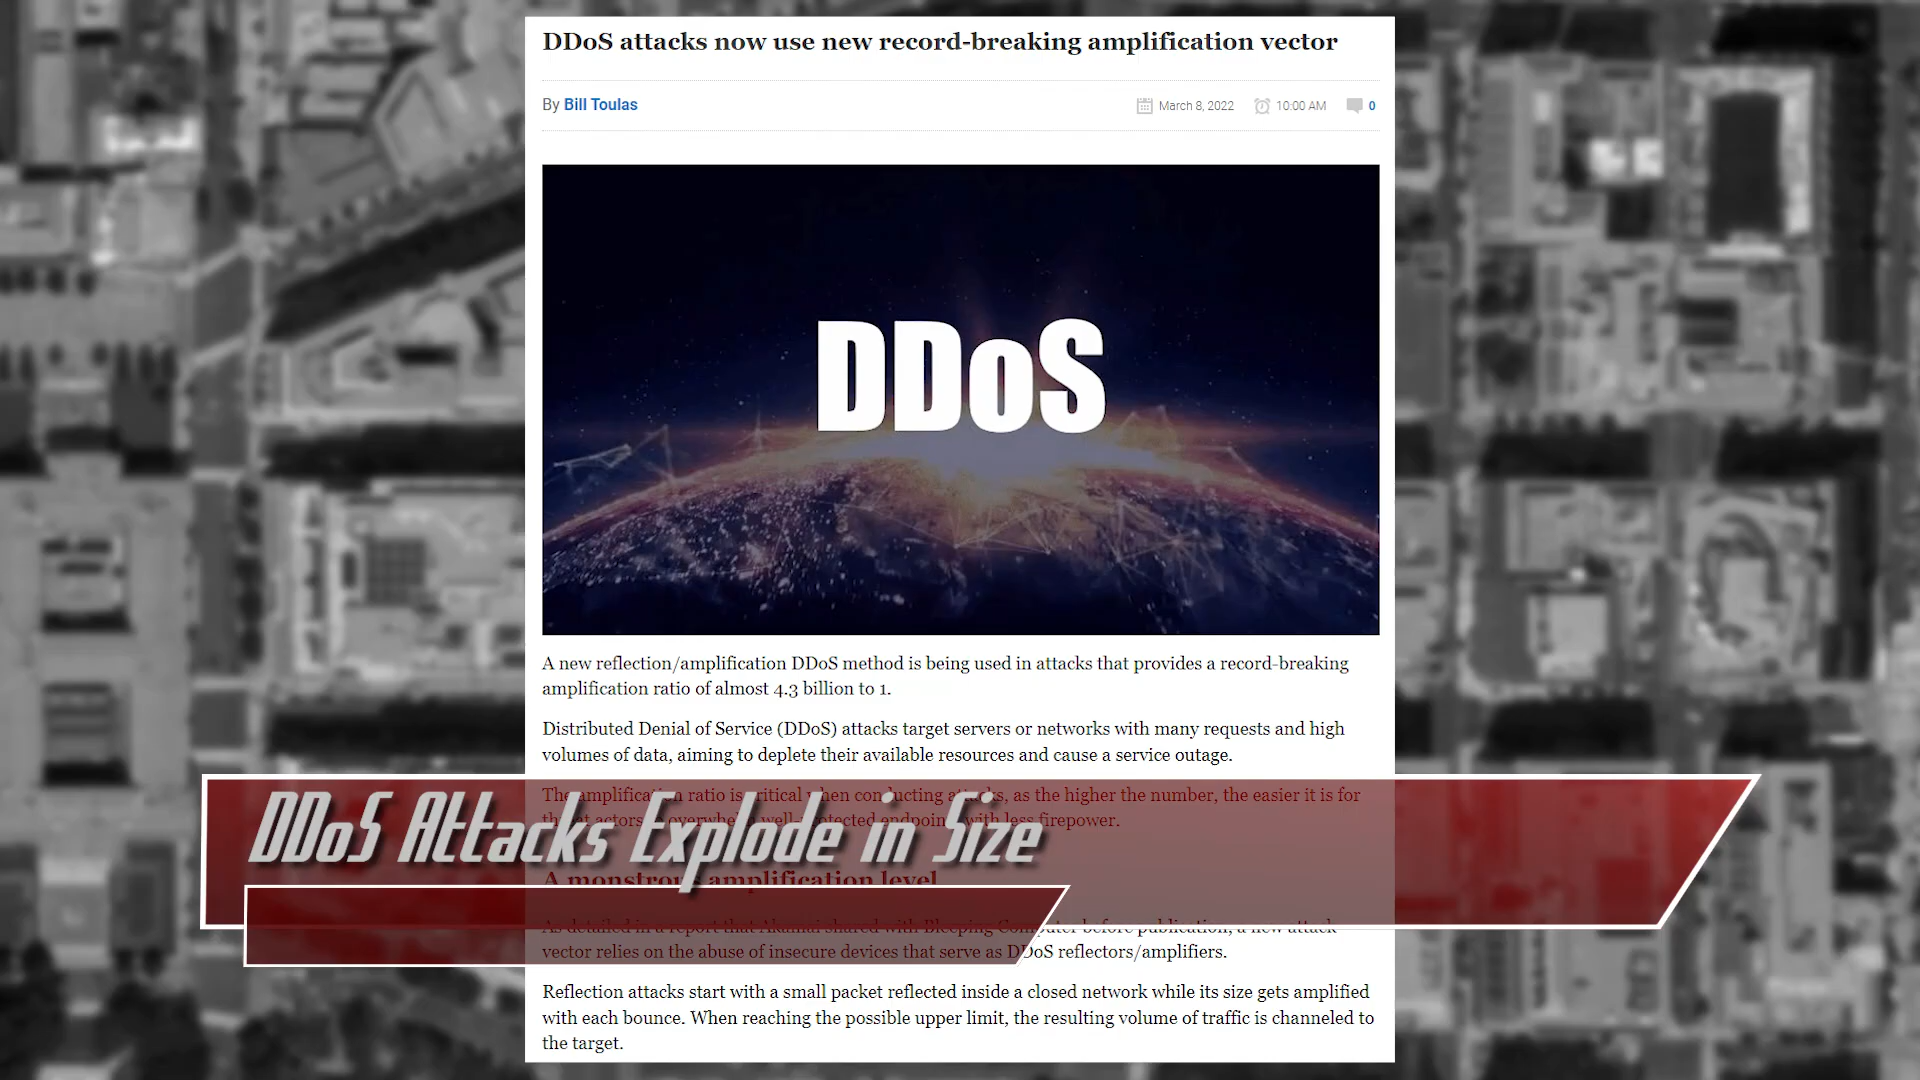 DDoS attacks now use new record-breaking amplification vector
By Bill Toulas
March 8, 2022 10:00 AM 0
DDoS
A new reflection/amplification DDoS method is being used in attacks that provides a record-breaking
amplification ratio of almost 4.3 billion to 1.
Distributed Denial of Service (DDoS) attacks target servers or networks with many requests and high
volumes of data, aiming to deplete their available resources and cause a service outage.
The amplification ratio is critical when conducting attacks, as the higher the number, the easier it is for
threat actors to overwhelm well-protected endpoints with less firepower.
DDoS Attacks Explode in Size
A monstrous amplification level
As detailed in a report that Akamai shared with Bleeping Computer before publication, a new attack
vector relies on the abuse of insecure devices that serve as DDoS reflectors/amplifiers.
Reflection attacks start with a small packet reflected inside a closed network while its size gets amplified
with each bounce. When reaching the possible upper limit, the resulting volume of traffic is channeled to
the target.